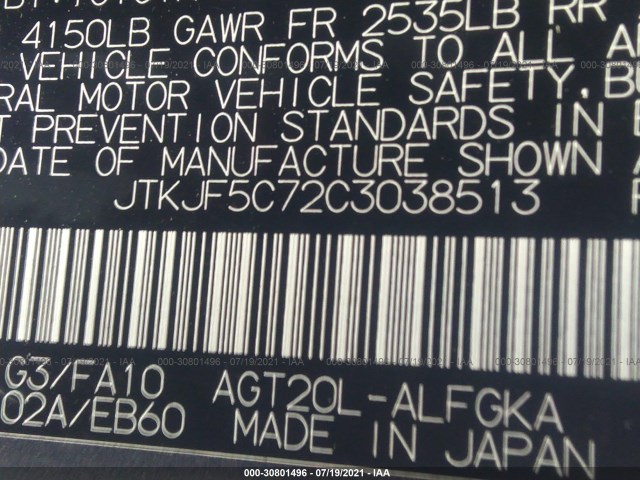 4150LB GAWR FR 2535LB RR
VEHICLE CONFORMS TO ALL
MOTOR VEHICLE SAFETY,
PREVENTION STANDARDS IN
DATE OF MANUFACTURE SHOWN
JTKJF5C72C3038513
000-30801496 - 07/19/2021 - IAA
G3/FA10 AGT20L-ALFGKA
02A/EB60 MADE IN JAPAN
000-30801496 - 07/19/2021 - IAA